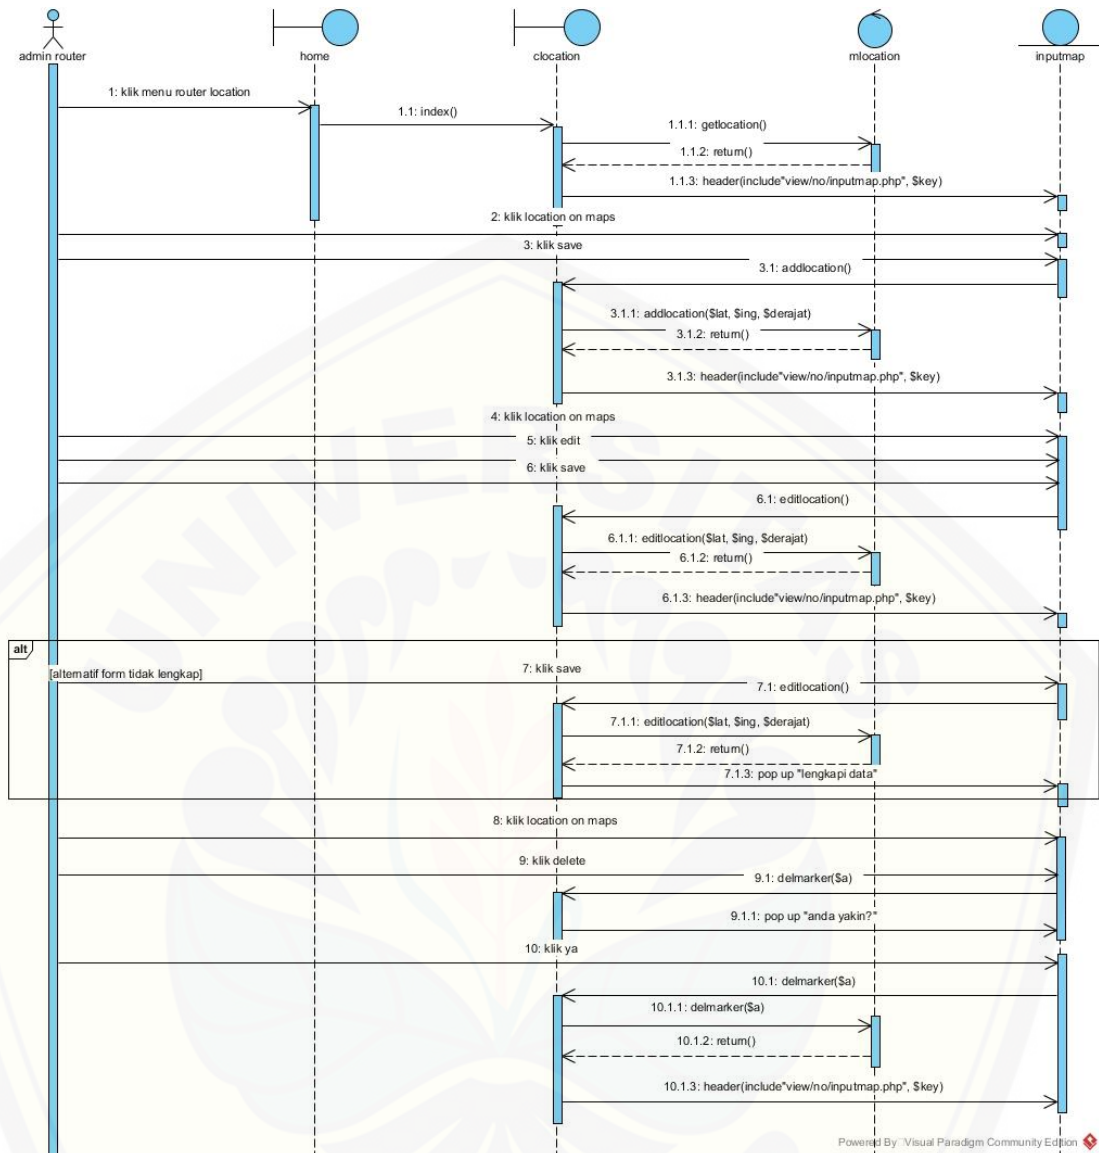 admin router
home
clocation
mlocation
inputmap
1: klik menu router location
1.1: index()
1.1.1: getlocation()
1.1.2: return()
1.1.3: header(include"view/no/inputmap.php", $key)
2: klik location on maps
3: klik save
3.1: addlocation()
3.1.1: addlocation($lat, $lng, $derajat)
3.1.2: return()
3.1.3: header(include"view/no/inputmap.php", $key)
4: klik location on maps
5: klik edit
6: klik save
6.1: editlocation()
6.1.1: editlocation($lat, $lng, $derajat)
6.1.2: return()
6.1.3: header(include"view/no/inputmap.php", $key)
alt
[alternatif form tidak lengkap]
7: klik save
7.1: editlocation()
7.1.1: editlocation($lat, $lng, $derajat)
7.1.2: return()
7.1.3: pop up "lengkapi data"
8: klik location on maps
9: klik delete
9.1: delmarker($a)
9.1.1: pop up "anda yakin?"
10: klik ya
10.1: delmarker($a)
10.1.1: delmarker($a)
10.1.2: return()
10.1.3: header(include"view/no/inputmap.php", $key)
UNIVERSITAS
Powered By Visual Paradigm Community Edition